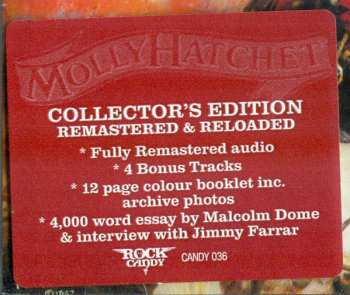 MOLLY HATCHET
COLLECTOR'S EDITION
REMASTERED & RELOADED
* Fully Remastered audio
* 4 Bonus Tracks
* 12 page colour booklet inc.
archive photos
* 4,000 word essay by Malcolm Dome
& interview with Jimmy Farrar
ROCK
CANDY
CANDY 036